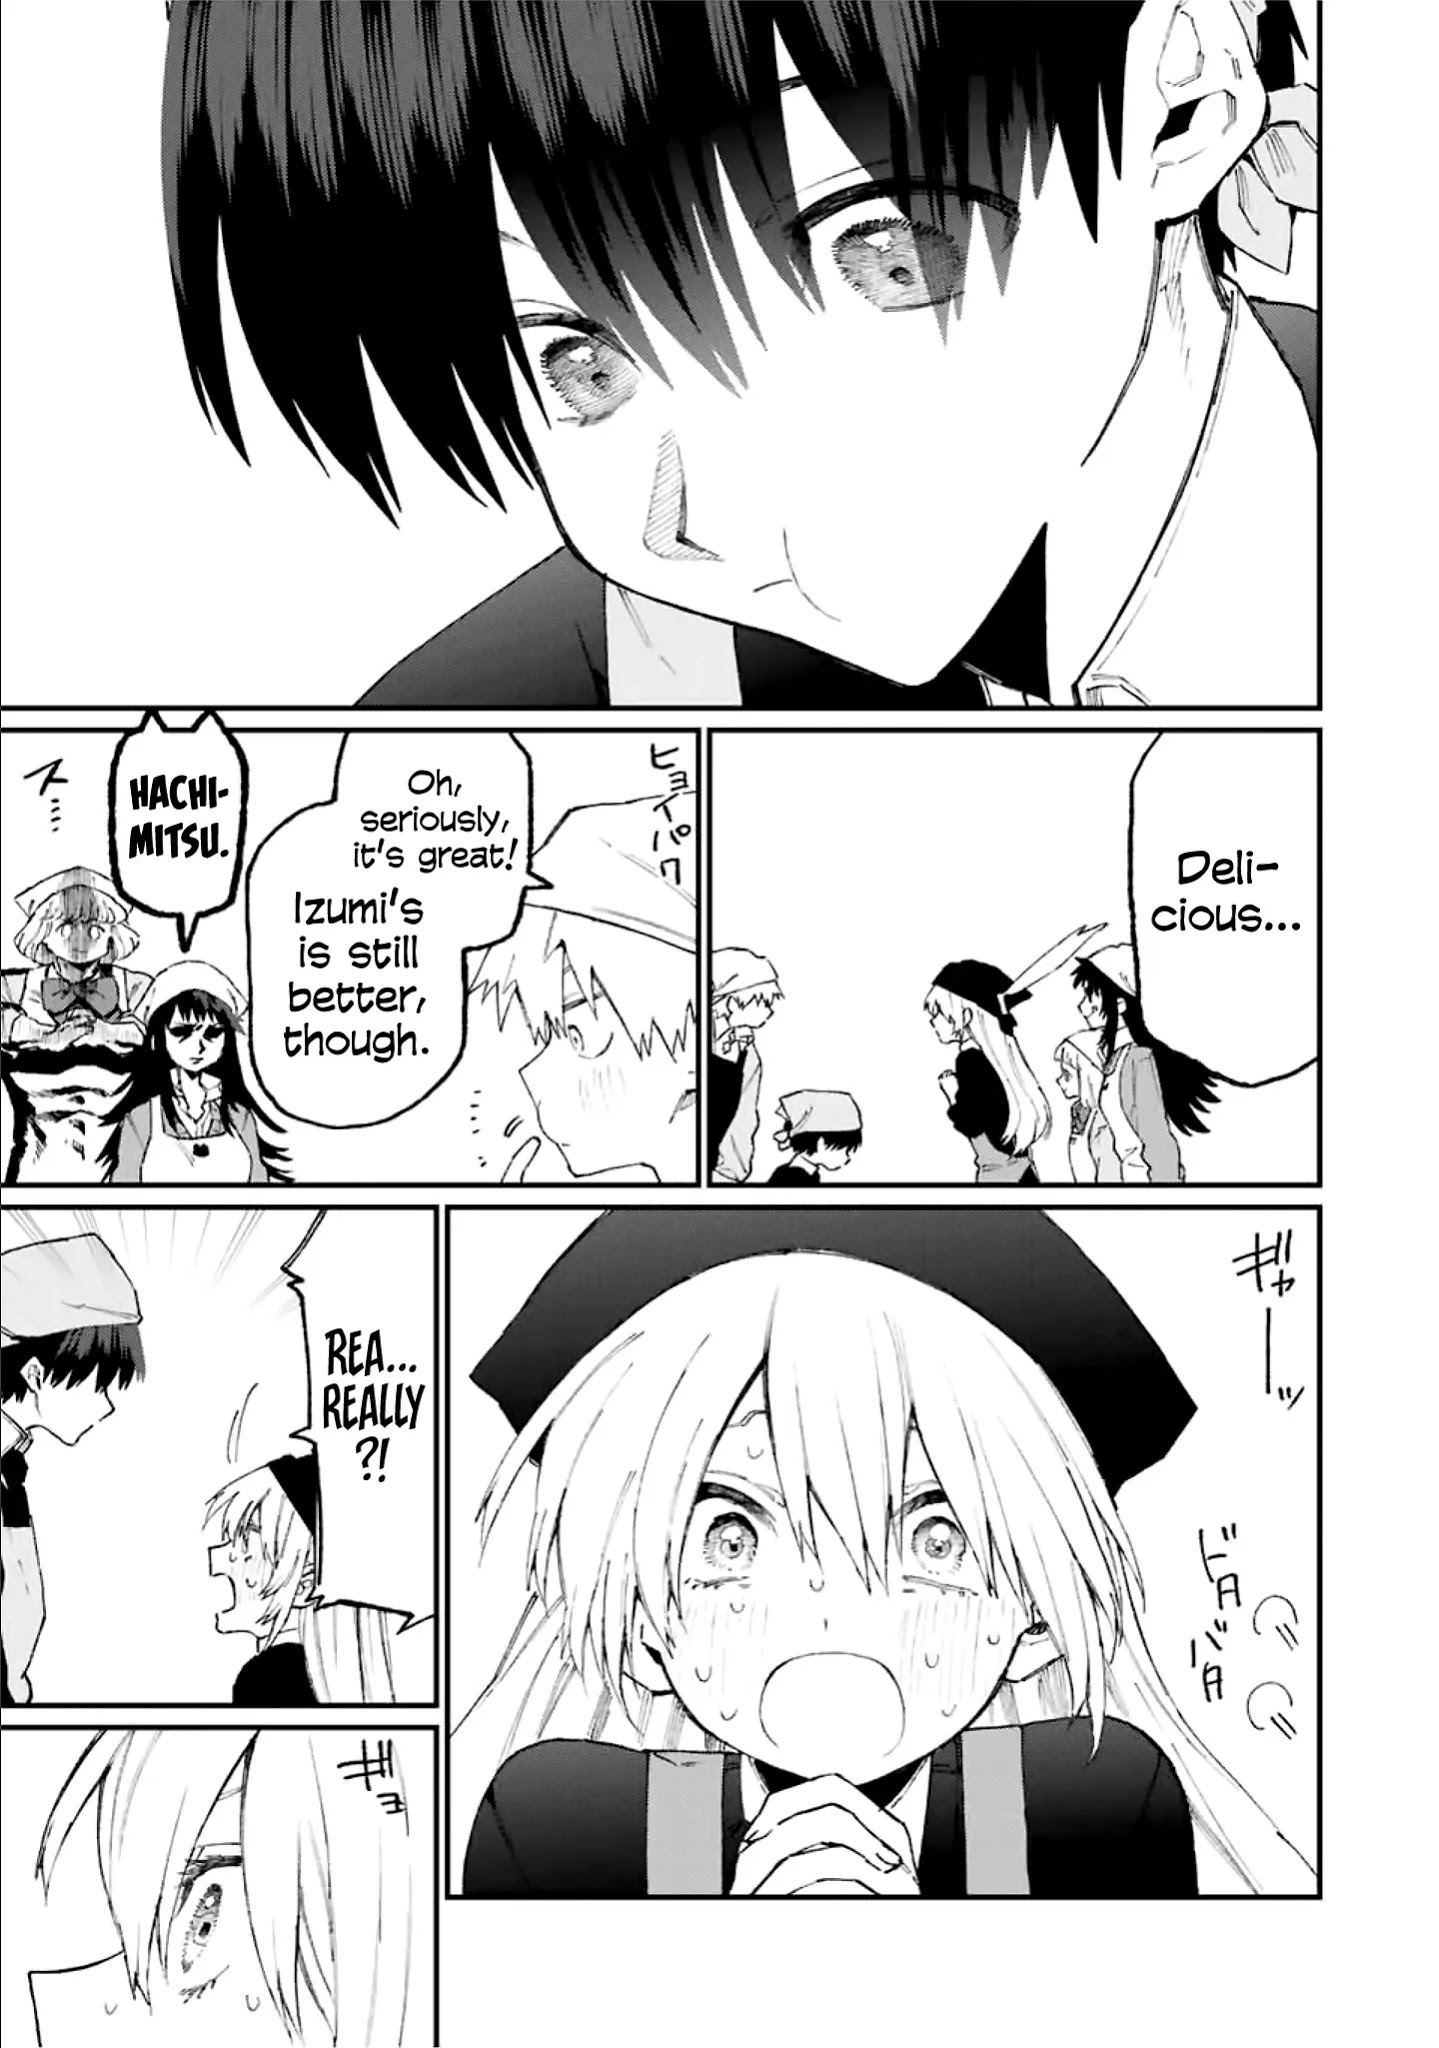 Deli-
cious...
ヒョイパク
Oh,
seriously,
it's great!
Izumi's
is still
better,
though.
HACHI-
MITSU.
ス…
ギャーッ
ドタ
バタ
REA...
REALLY
?!
ギョ